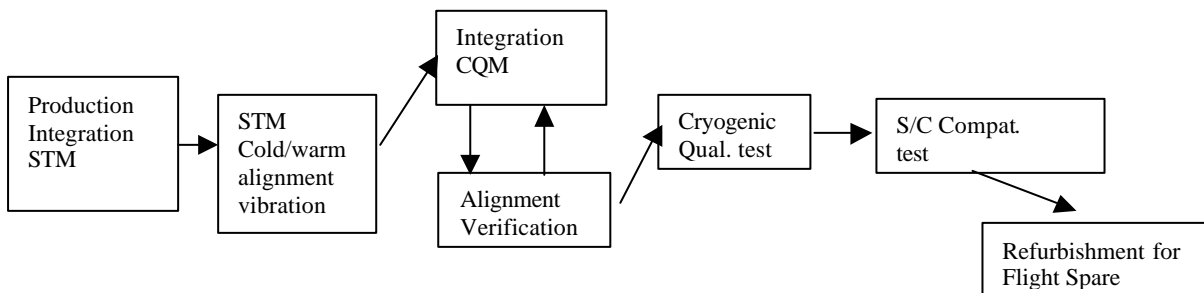 Production
Integration
STM
STM
Cold/warm
alignment
vibration
Integration
CQM
Alignment
Verification
Cryogenic
Qual. test
S/C Compat.
test
Refurbishment for
Flight Spare